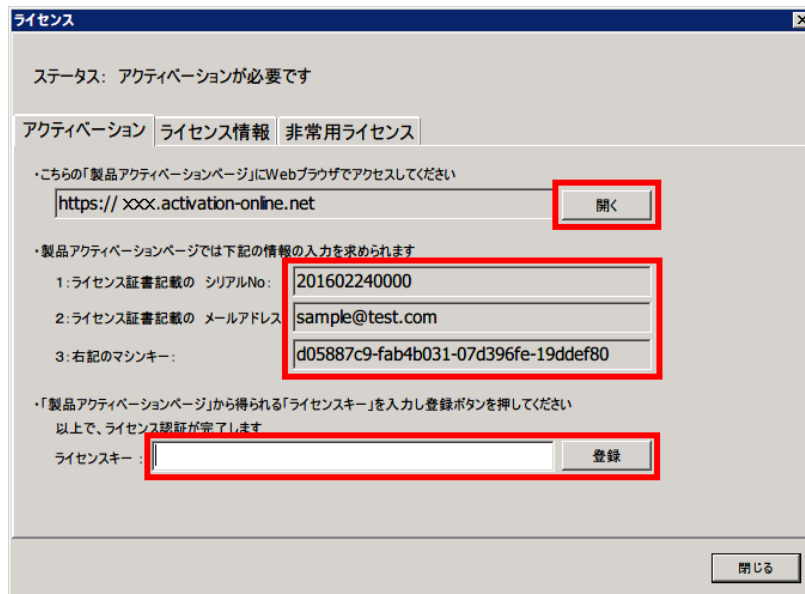 ライセンス
ステータス: アクティベーションが必要です
アクティベーション ライセンス情報 非常用ライセンス
・こちらの「製品アクティベーションページ」にWebブラウザでアクセスしてください
https:// xxx.activation-online.net 開く
・製品アクティベーションページでは下記の情報の入力を求められます
1:ライセンス証書記載の シリアルNo: 201602240000
2:ライセンス証書記載の メールアドレス sample@test.com
3:右記のマシンキー: d05887c9-fab4b031-07d396fe-19ddef80
・「製品アクティベーションページ」から得られる「ライセンスキー」を入力し登録ボタンを押してください
以上で、ライセンス認証が完了します
ライセンスキー : 登録
閉じる